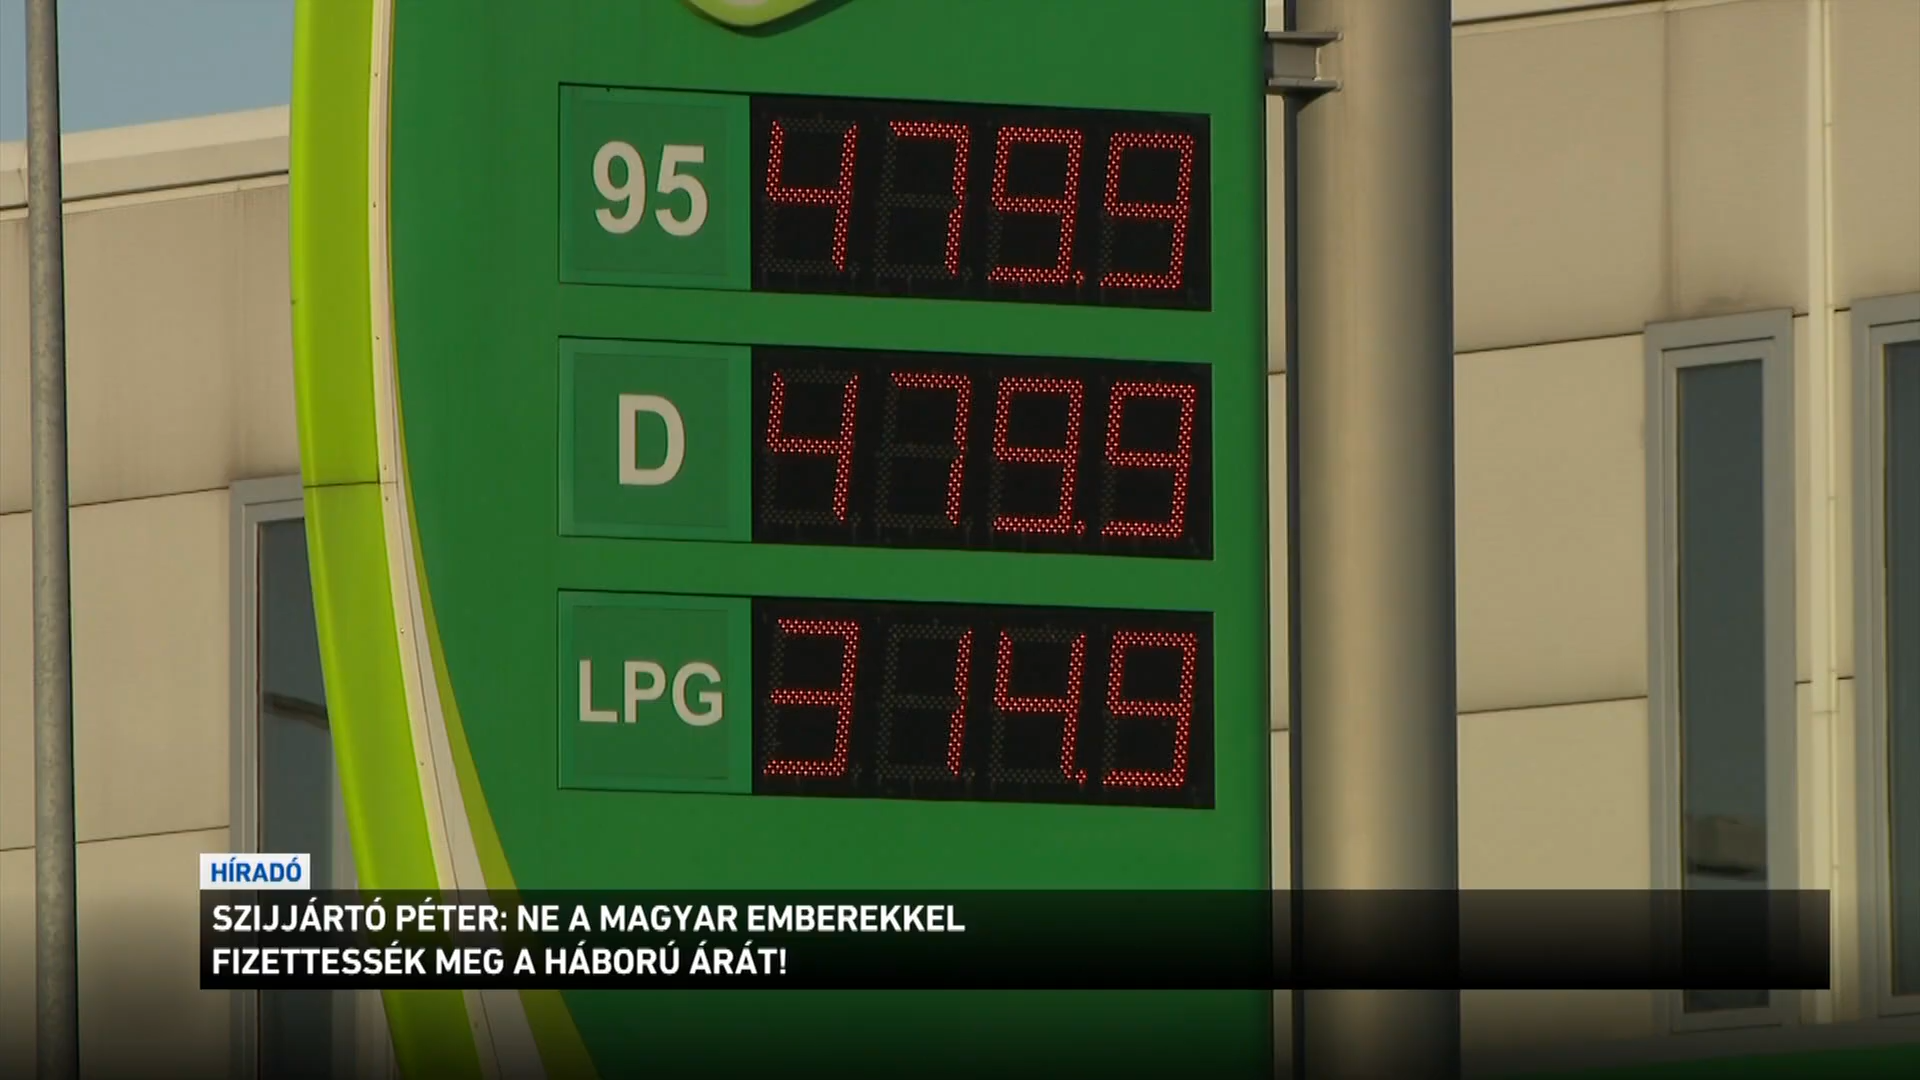 95 479.9
D 479.9
LPG 314.9
HÍRADÓ
SZIJJÁRTÓ PÉTER: NE A MAGYAR EMBEREKKEL
FIZETTESSÉK MEG A HÁBORÚ ÁRÁT!